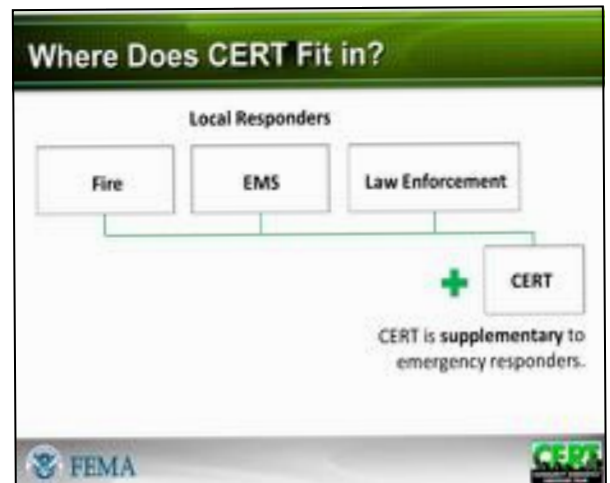 Where Does CERT Fit in?
Local Responders
Fire
EMS
Law Enforcement
CERT
CERT is supplementary to
emergency responders.
FEMA
CERT